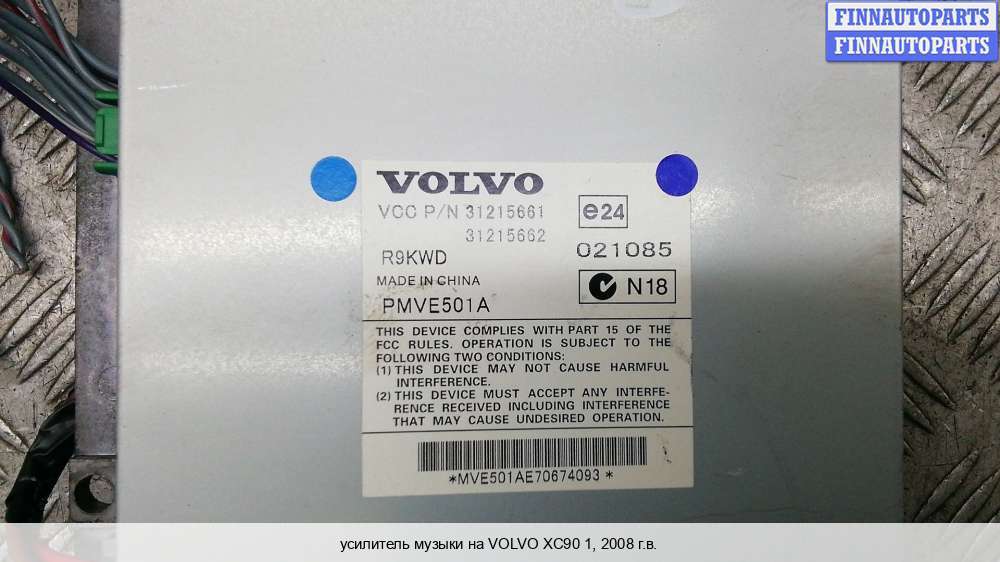 FINNAUTOPARTS
FINNAUTOPARTS
VOLVO
VCC P/N 31215661
31215662
e24
R9KWD
021085
MADE IN CHINA
N18
PMVE501A
THIS DEVICE COMPLIES WITH PART 15 OF THE
FCC RULES. OPERATION IS SUBJECT TO THE
FOLLOWING TWO CONDITIONS:
(1) THIS DEVICE MAY NOT CAUSE HARMFUL
INTERFERENCE.
(2) THIS DEVICE MUST ACCEPT ANY INTERFE-
RENCE RECEIVED INCLUDING INTERFERENCE
THAT MAY CAUSE UNDESIRED OPERATION.
*MVE501AE70674093*
усилитель музыки на VOLVO XC90 1, 2008 г.в.